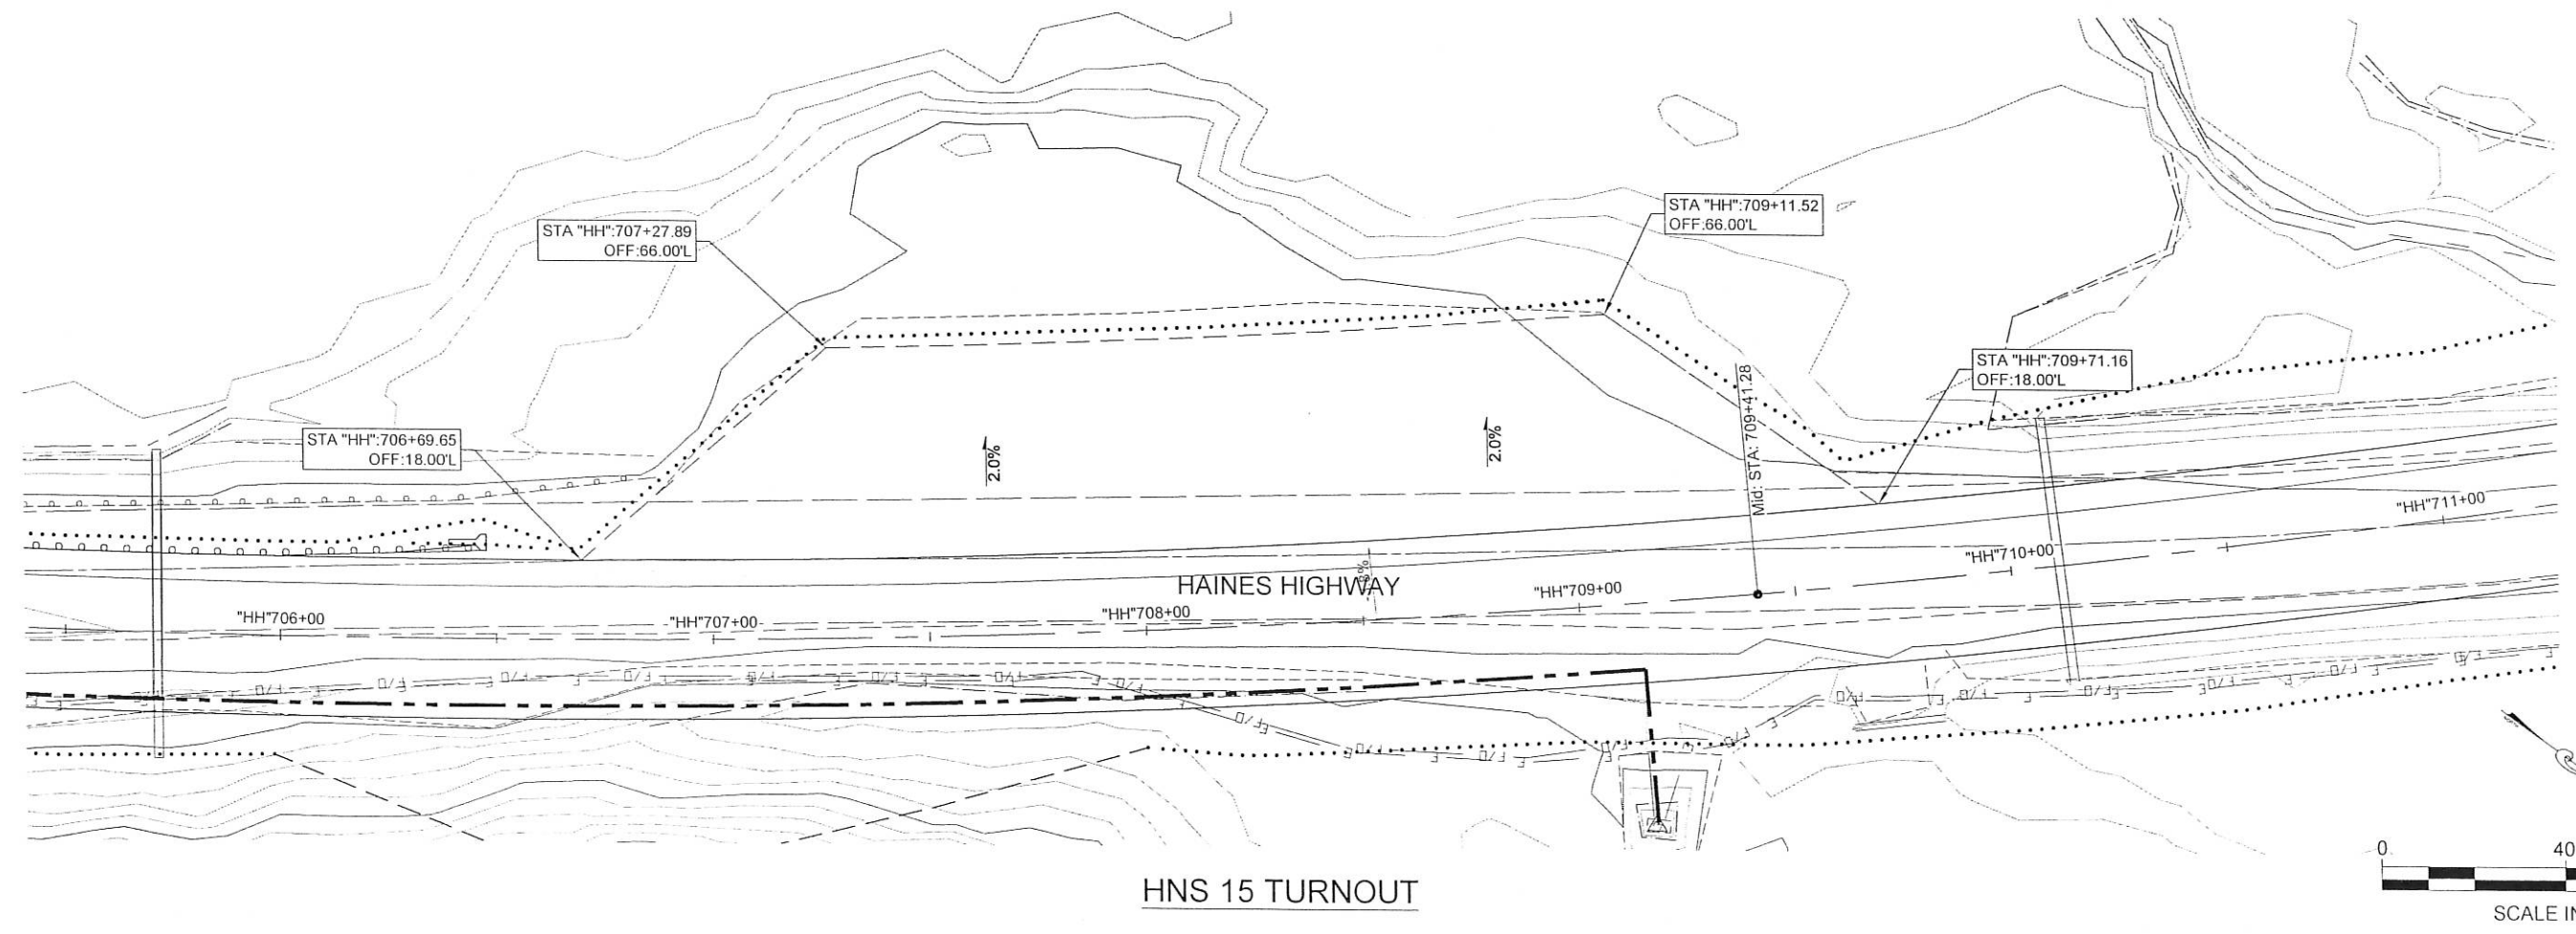 STA "HH":707+27.89
OFF:66.00'L
STA "HH":709+11.52
OFF:66.00'L
STA "HH":709+71.16
OFF:18.00'L
STA "HH":706+69.65
OFF:18.00'L
2.0%
2.0%
Mid: STA: 709+41.28
"HH"711+00
"HH"710+00
HAINES HIGHWAY
"HH"709+00
"HH"708+00
"HH"707+00
"HH"706+00
HNS 15 TURNOUT
0
40
SCALE IN